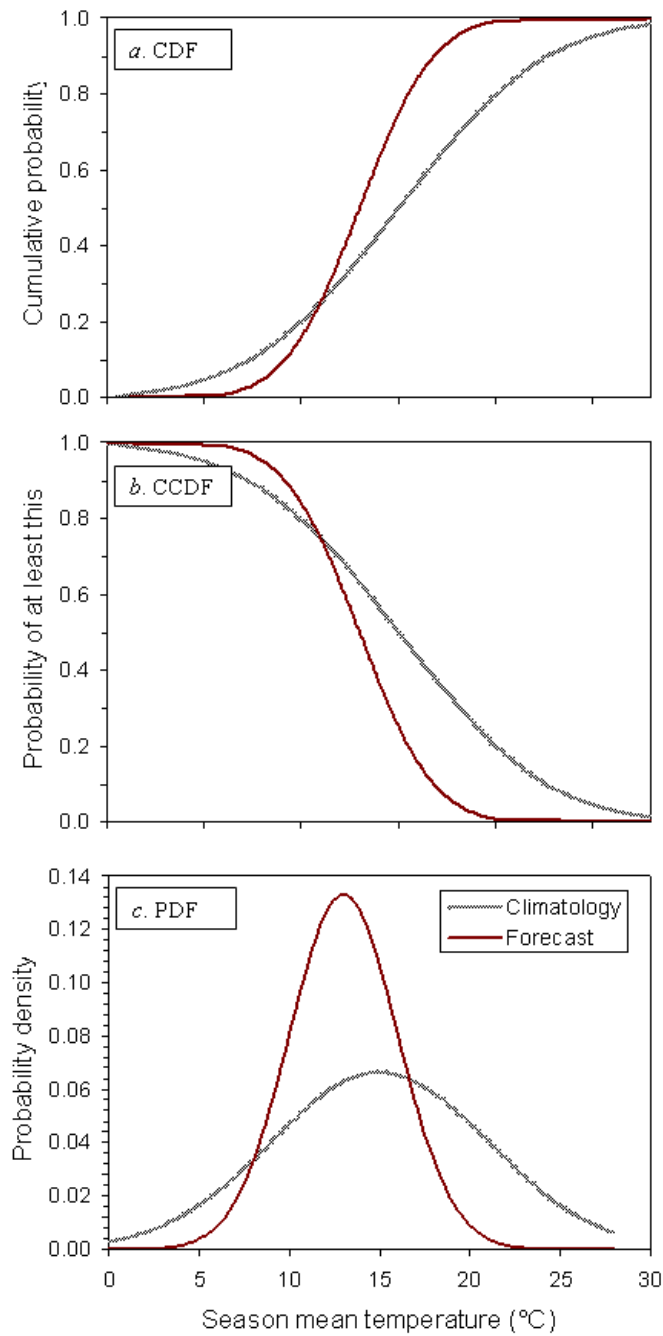 a. CDF
Cumulative probability
1.0
0.8
0.6
0.4
0.2
0.0
b. CCDF
Probability of at least this
1.0
0.8
0.6
0.4
0.2
0.0
c. PDF
Climatology
Forecast
Probability density
0.14
0.12
0.10
0.08
0.06
0.04
0.02
0.00
0 5 10 15 20 25 30
Season mean temperature (°C)